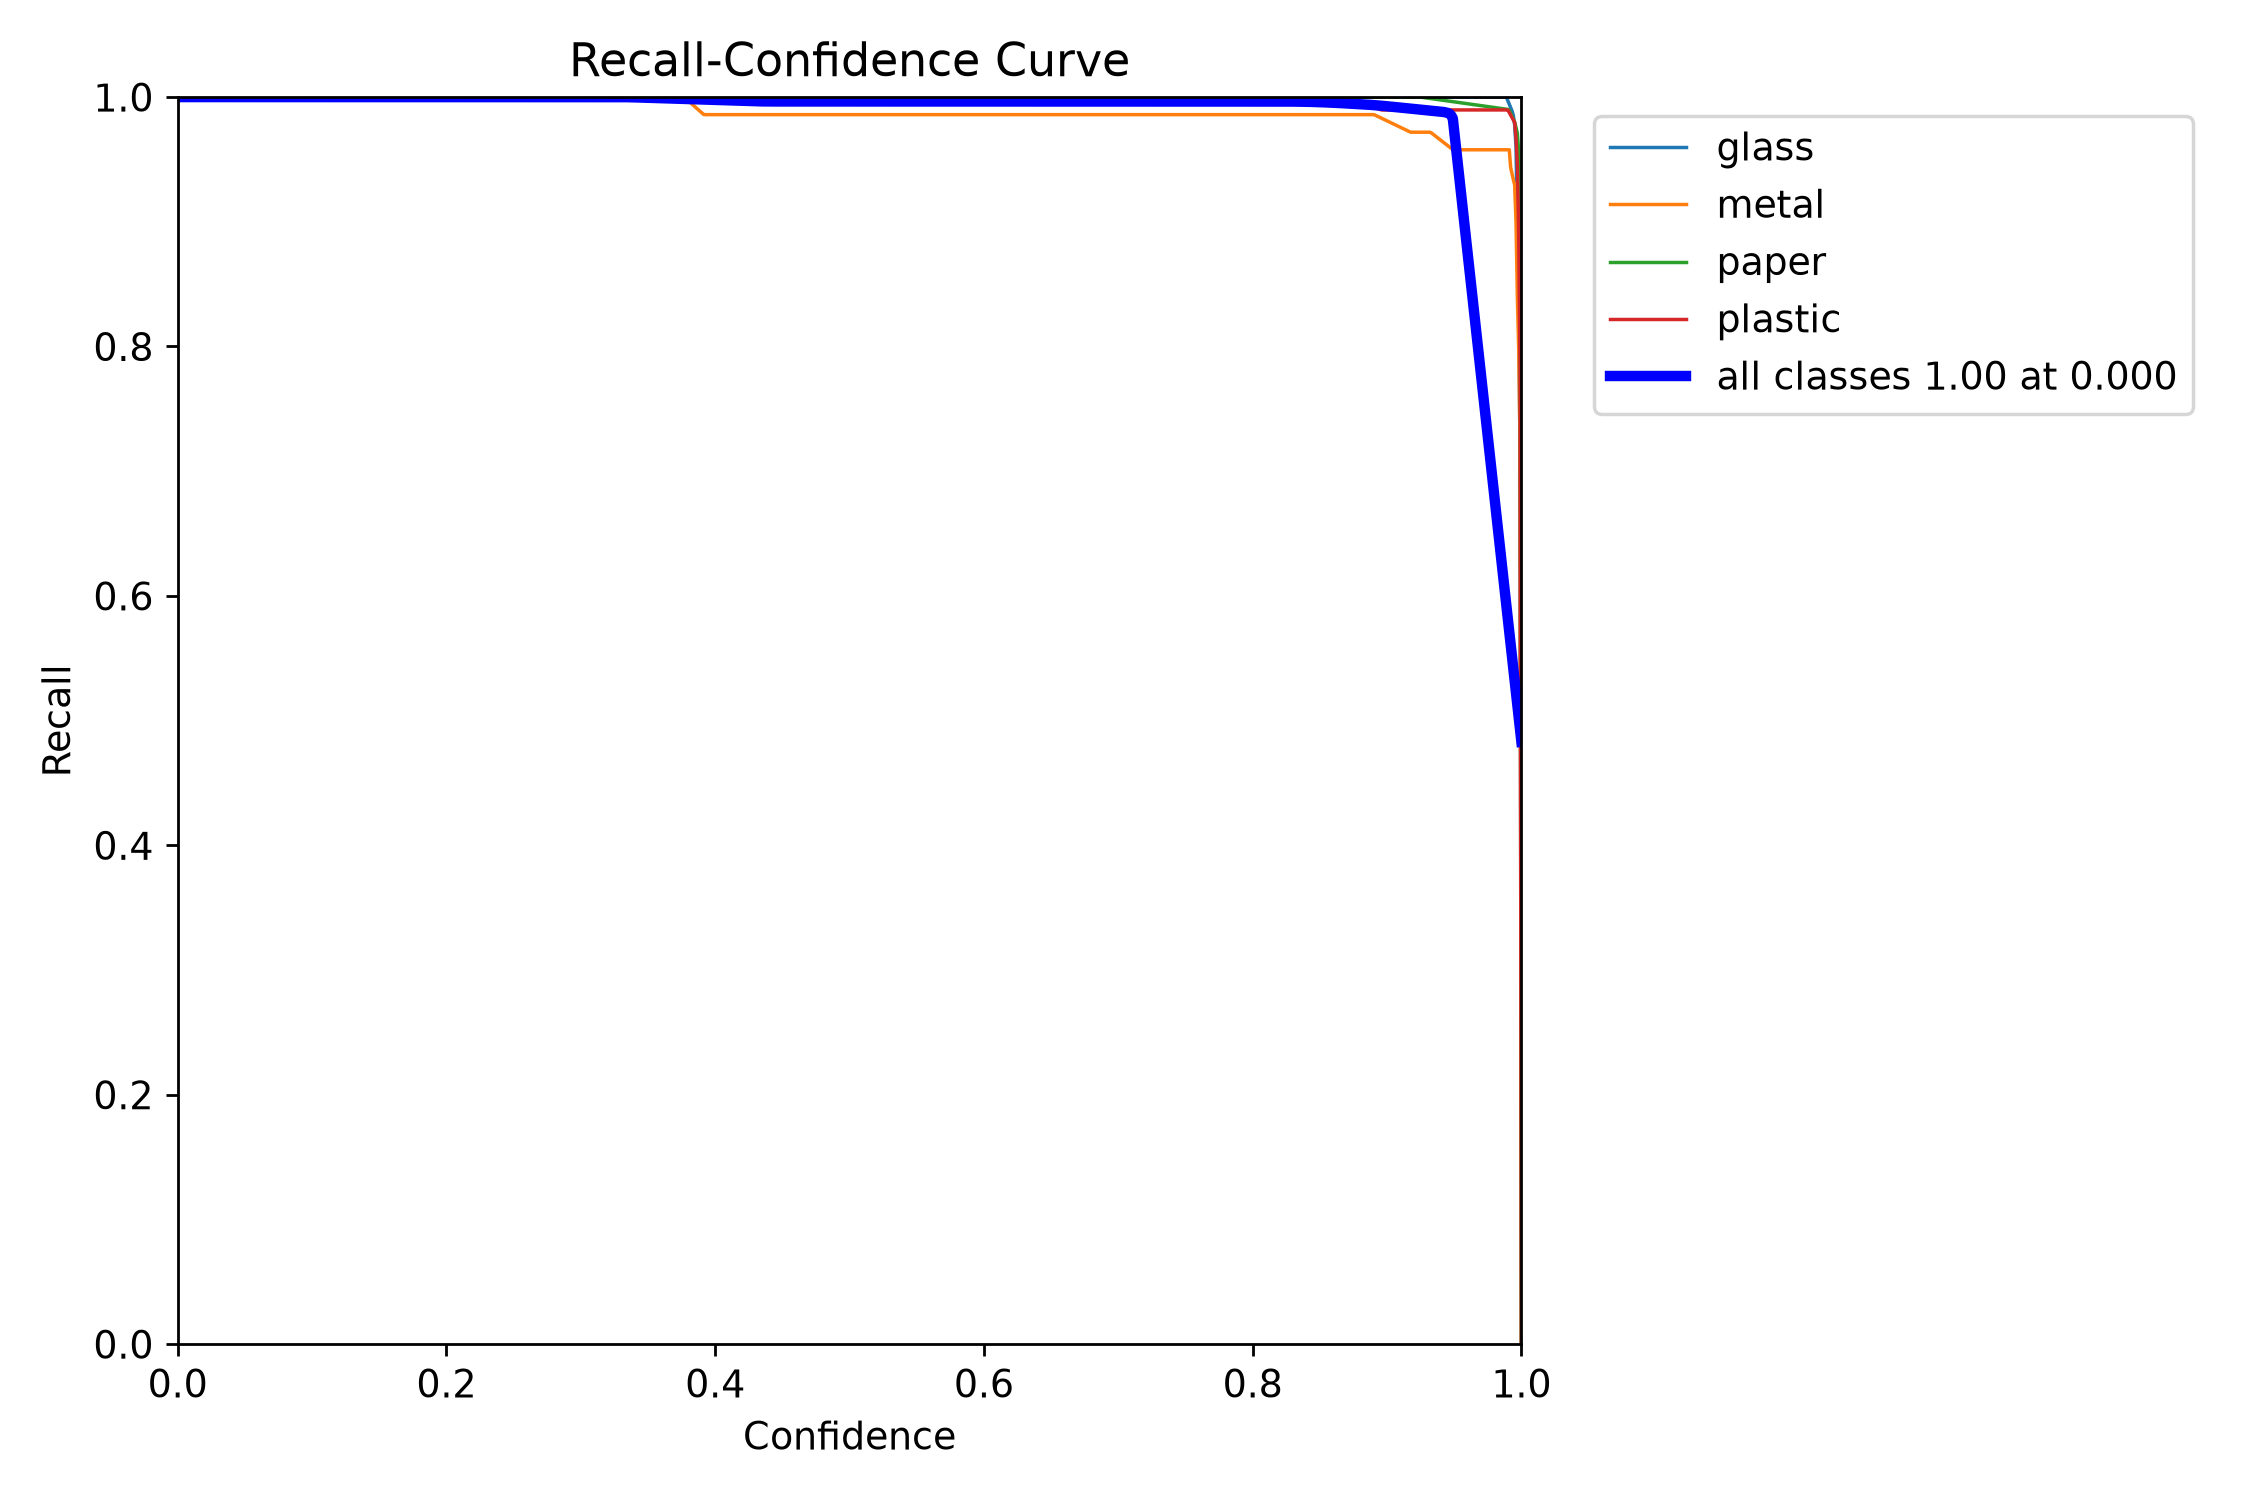 Recall-Confidence Curve
1.0
0.8
0.6
0.4
0.2
0.0
Recall
0.0 0.2 0.4 0.6 0.8 1.0
Confidence
glass
metal
paper
plastic
all classes 1.00 at 0.000